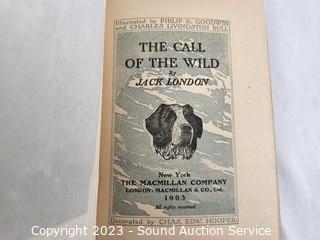 Illustrated by PHILIP R. GOODWIN
and CHARLES LIVINGSTON BULL
THE CALL
OF THE WILD
By
JACK LONDON
New York
THE MACMILLAN COMPANY
LONDON: MACMILLAN & CO., Ltd.
1903
All rights reserved
Decorated by CHAS. EDW. HOOPER
Copyright © 2023 - Sound Auction Service